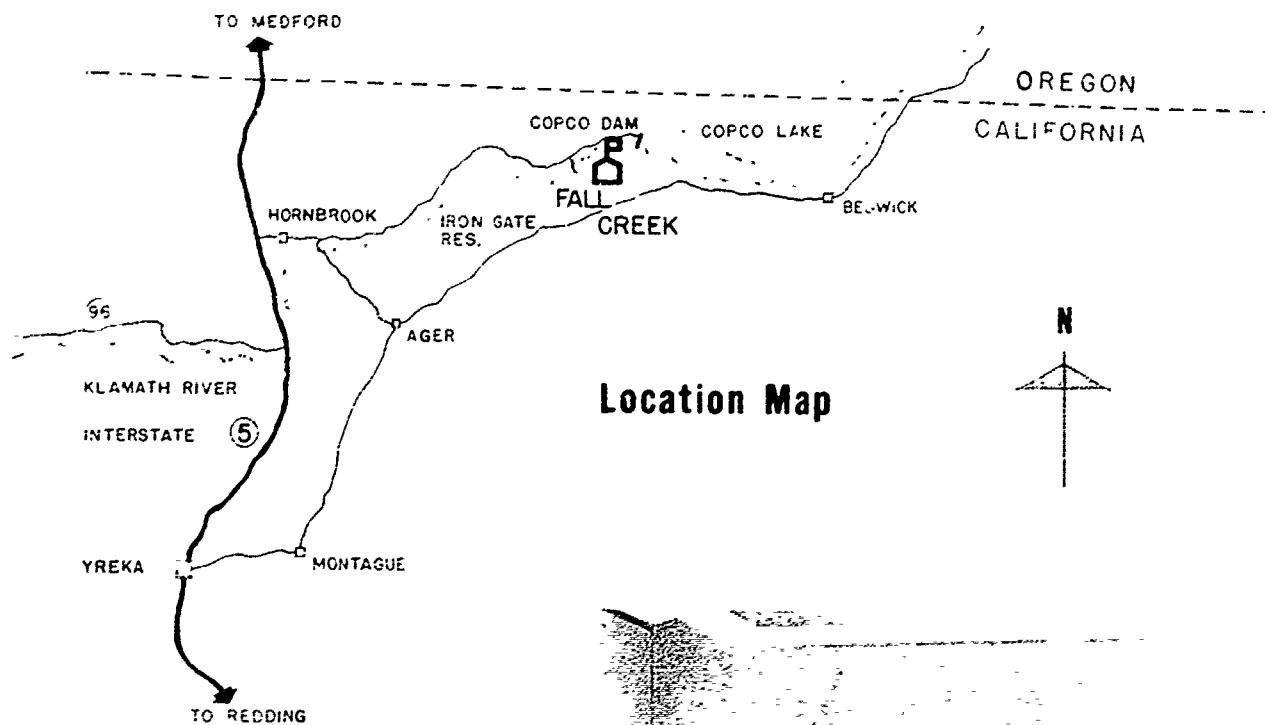 TO MEDFORD
OREGON
CALIFORNIA
COPCO DAM
COPCO LAKE
FALL
CREEK
HORNBROOK
IRON GATE
RES.
AGER
96
KLAMATH RIVER
INTERSTATE 5
N
Location Map
YREKA
MONTAGUE
TO REDDING